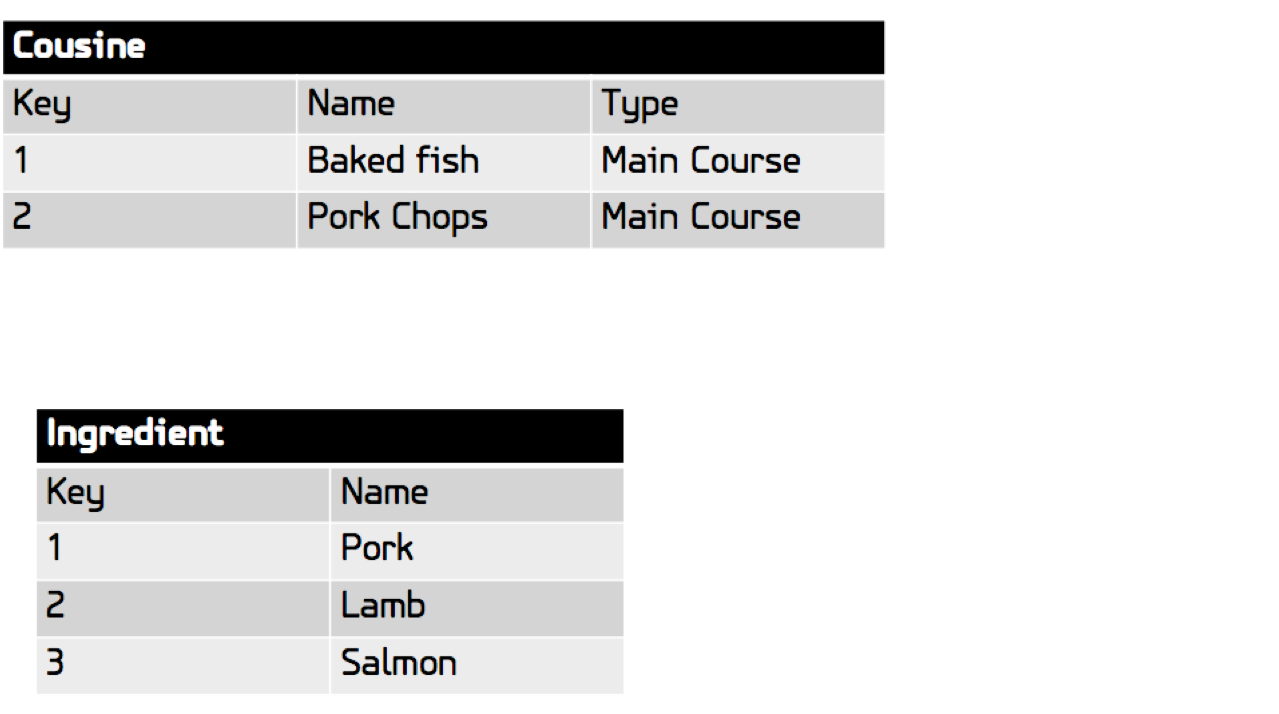 Cousine
Key Name Type
1 Baked fish Main Course
2 Pork Chops Main Course
Ingredient
Key Name
1 Pork
2 Lamb
3 Salmon